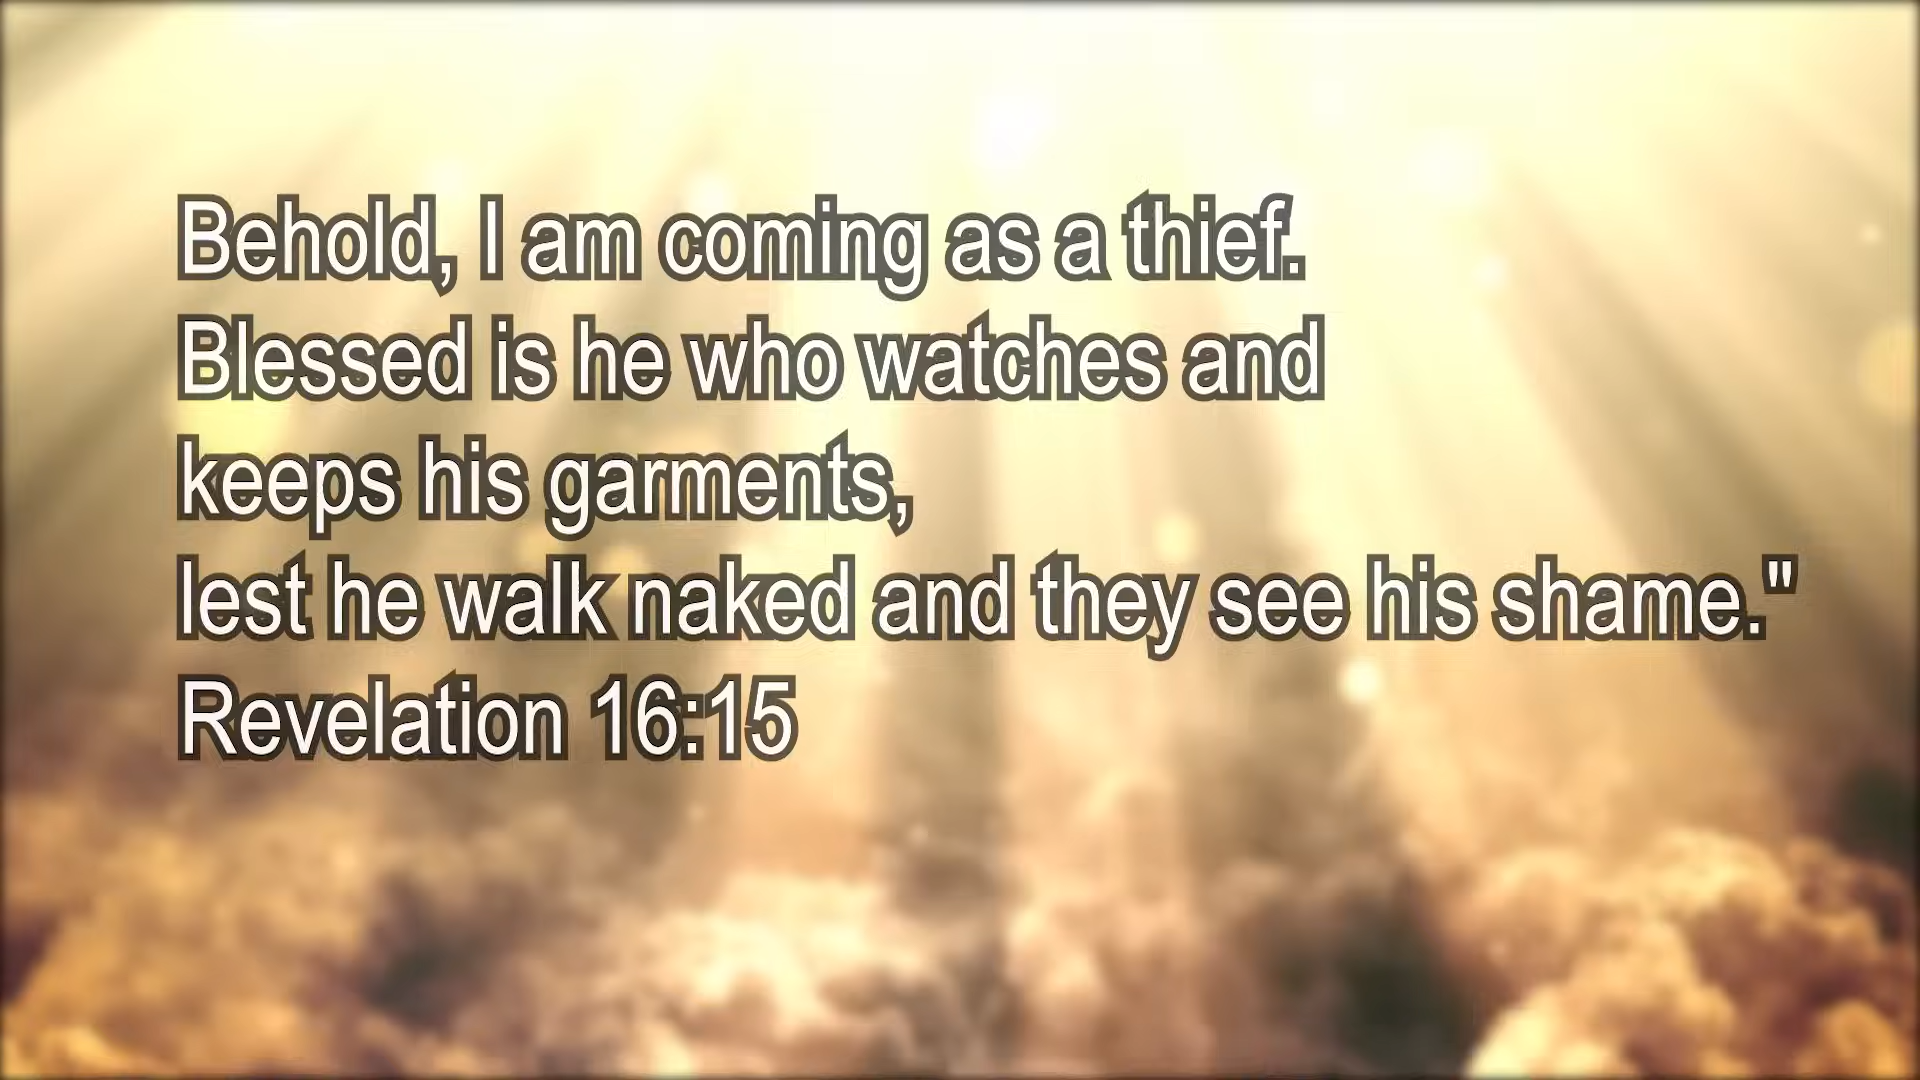 Behold, I am coming as a thief.
Blessed is he who watches and
keeps his garments,
lest he walk naked and they see his shame."
Revelation 16:15